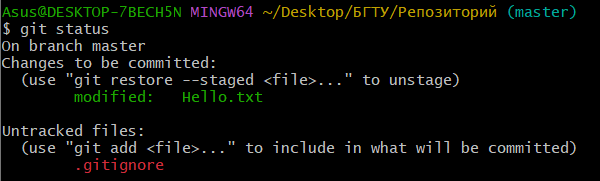 Asus@DESKTOP-7BECH5N MINGW64 ~/Desktop/БГТУ/Репозиторий (master)
$ git status
On branch master
Changes to be committed:
  (use "git restore --staged <file>..." to unstage)
        modified:   Hello.txt

Untracked files:
  (use "git add <file>..." to include in what will be committed)
        .gitignore